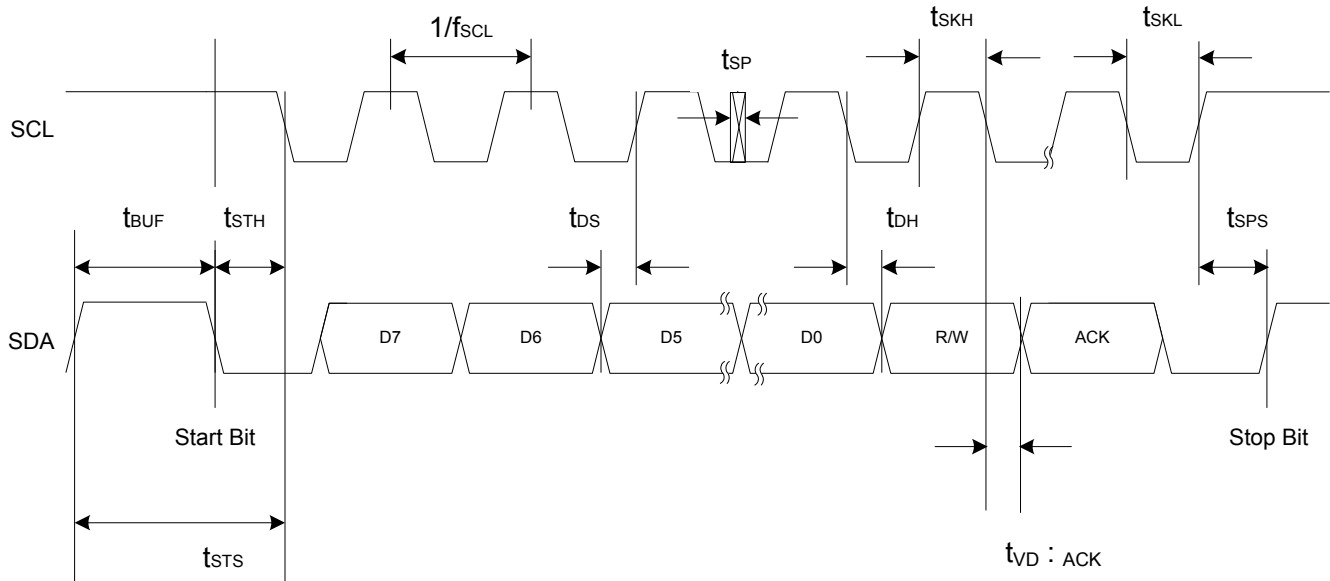 1/fSCL
tSKH
tSKL
tSP
SCL
tBUF
tSTH
tDS
tDH
tSPS
SDA
D7
D6
D5
D0
R/W
ACK
Start Bit
Stop Bit
tSTS
tVD : ACK